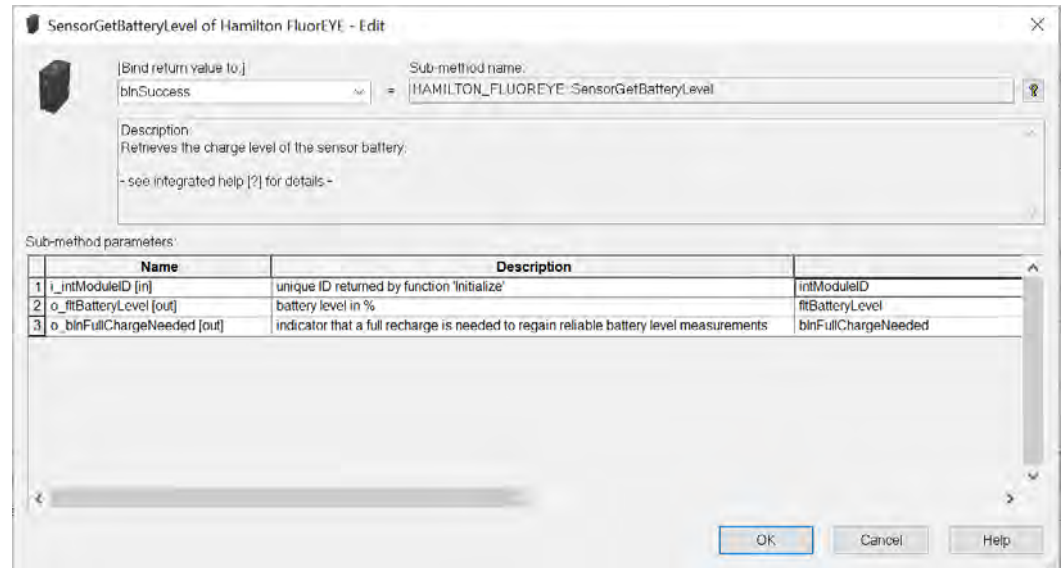 SensorGetBatteryLevel of Hamilton FluorEYE - Edit
[Bind return value to:] Sub-method name:
blnSuccess = HAMILTON_FLUOREYE::SensorGetBatteryLevel
Description:
Retrieves the charge level of the sensor battery.
- see integrated help [?] for details -
Sub-method parameters:
Name Description
1 i_intModuleID [in] unique ID returned by function 'Initialize' intModuleID
2 o_fltBatteryLevel [out] battery level in % fltBatteryLevel
3 o_blnFullChargeNeeded [out] indicator that a full recharge is needed to regain reliable battery level measurements blnFullChargeNeeded
OK Cancel Help